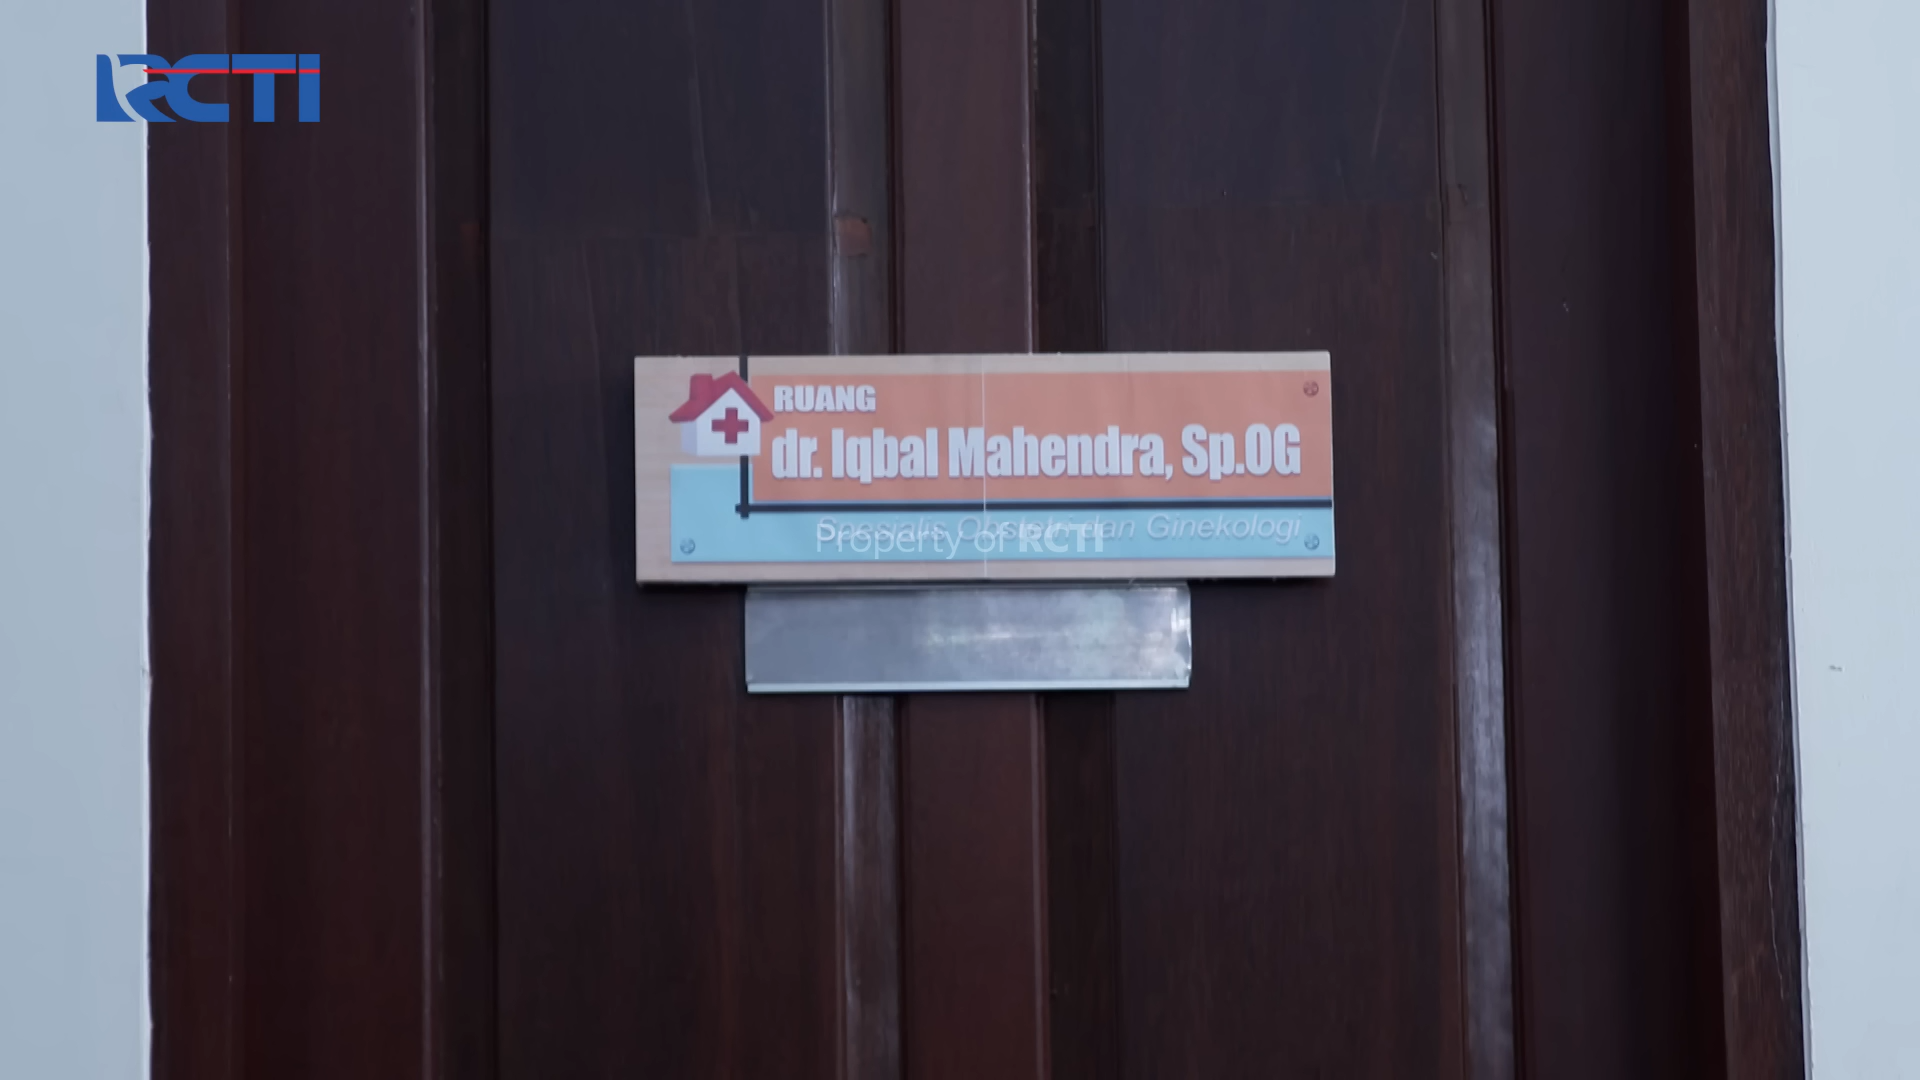 RCTI
RUANG
dr. Iqbal Mahendra, Sp.OG
Spesialis Obstetri dan Ginekologi
Property of RCTI